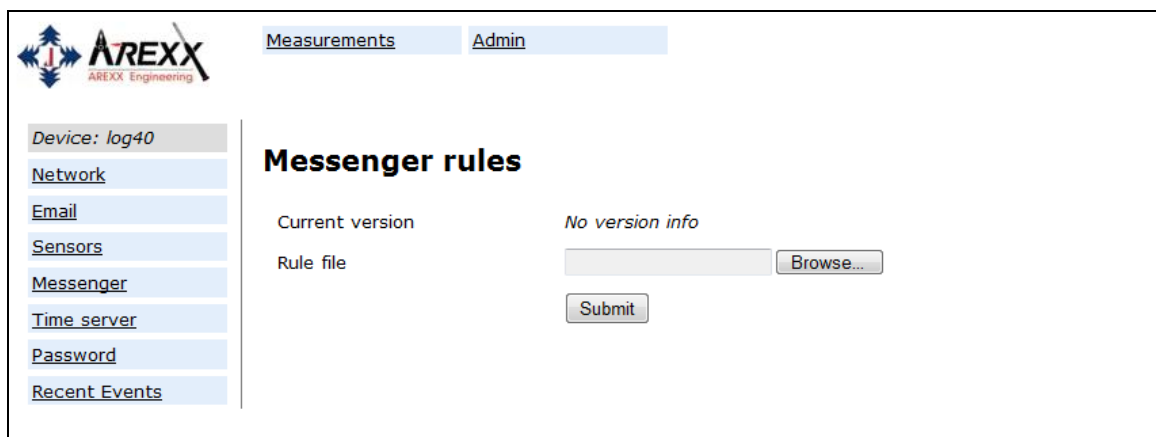 AREXX
AREXX Engineering
Measurements Admin
Device: log40
Network
Email
Sensors
Messenger
Time server
Password
Recent Events
Messenger rules
Current version No version info
Rule file Browse...
Submit